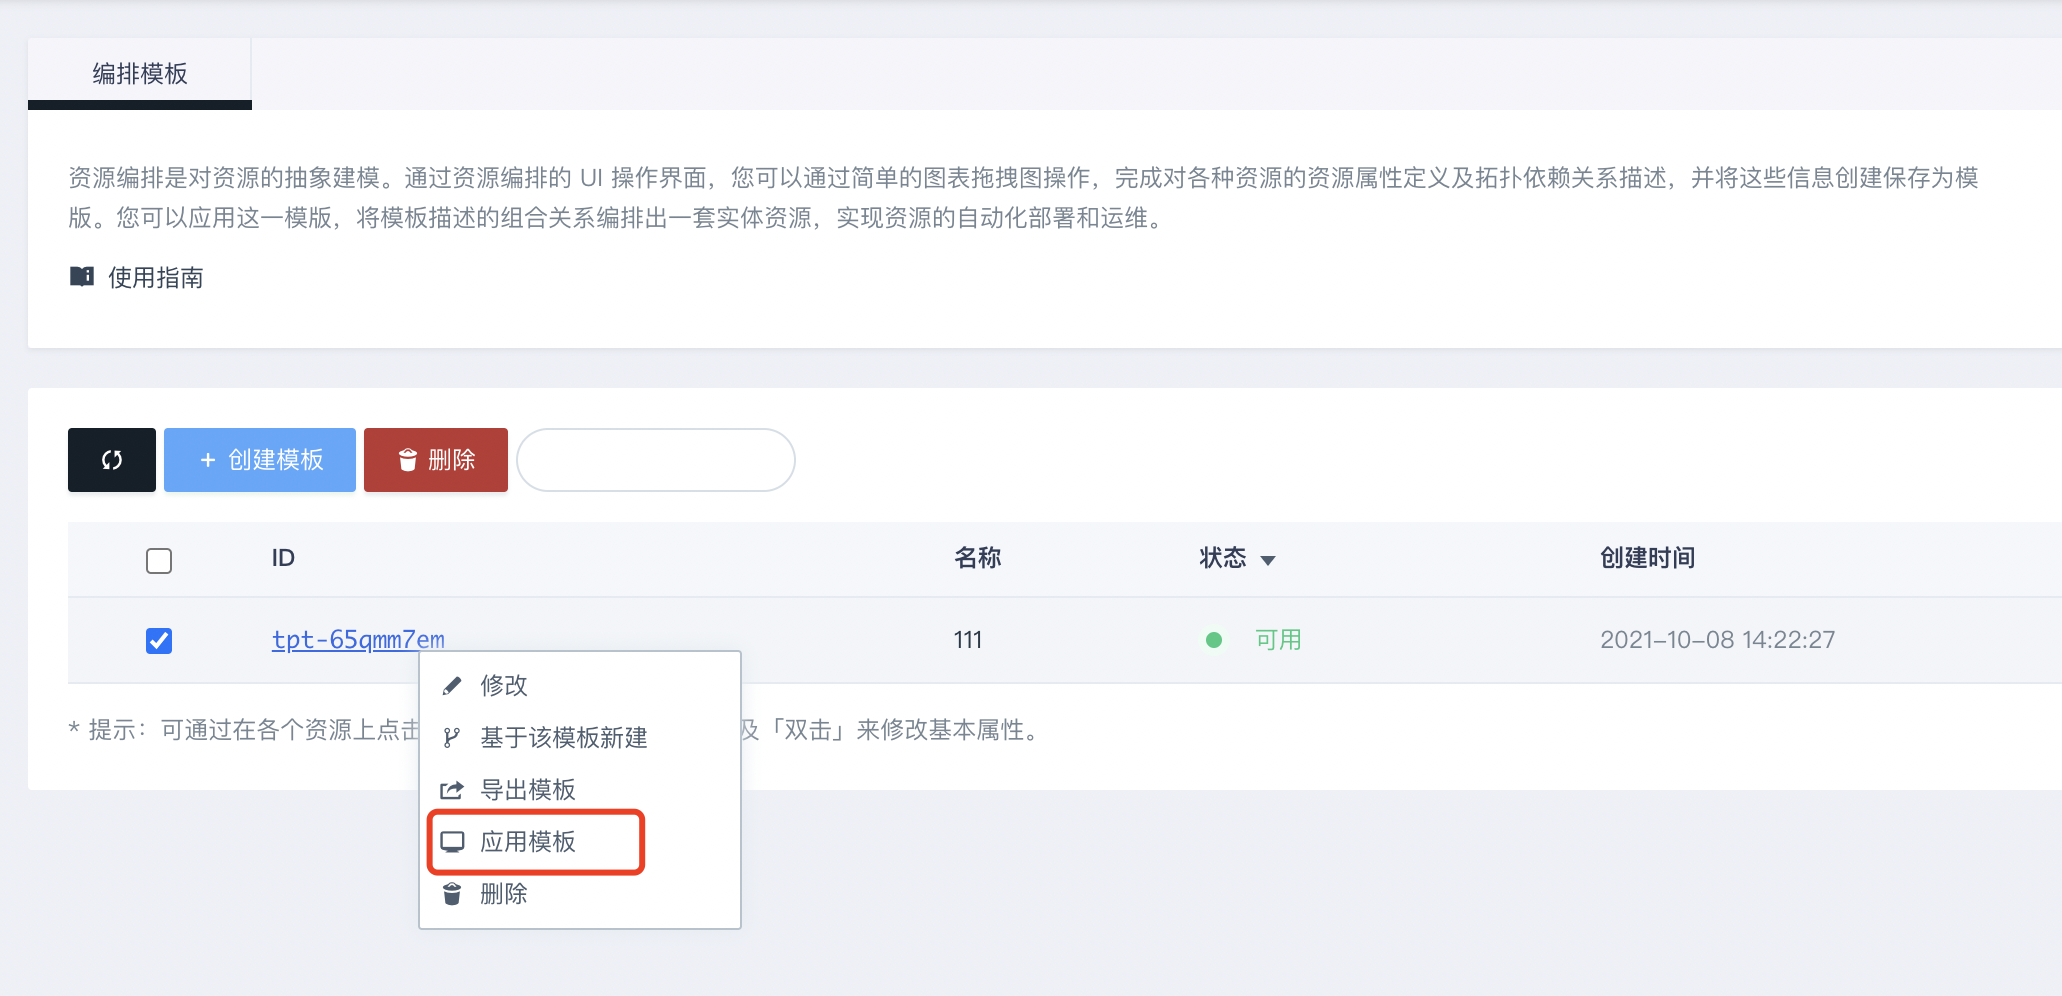 编排模板
资源编排是对资源的抽象建模。通过资源编排的 UI 操作界面，您可以通过简单的图表拖拽图操作，完成对各种资源的资源属性定义及拓扑依赖关系描述，并将这些信息创建保存为模
版。您可以应用这一模版，将模板描述的组合关系编排出一套实体资源，实现资源的自动化部署和运维。
使用指南
+ 创建模板 删除
ID 名称 状态 创建时间
tpt-65qmm7em 111 可用 2021-10-08 14:22:27
* 提示：可通过在各个资源上点击 及「双击」来修改基本属性。
修改
基于该模板新建
导出模板
应用模板
删除